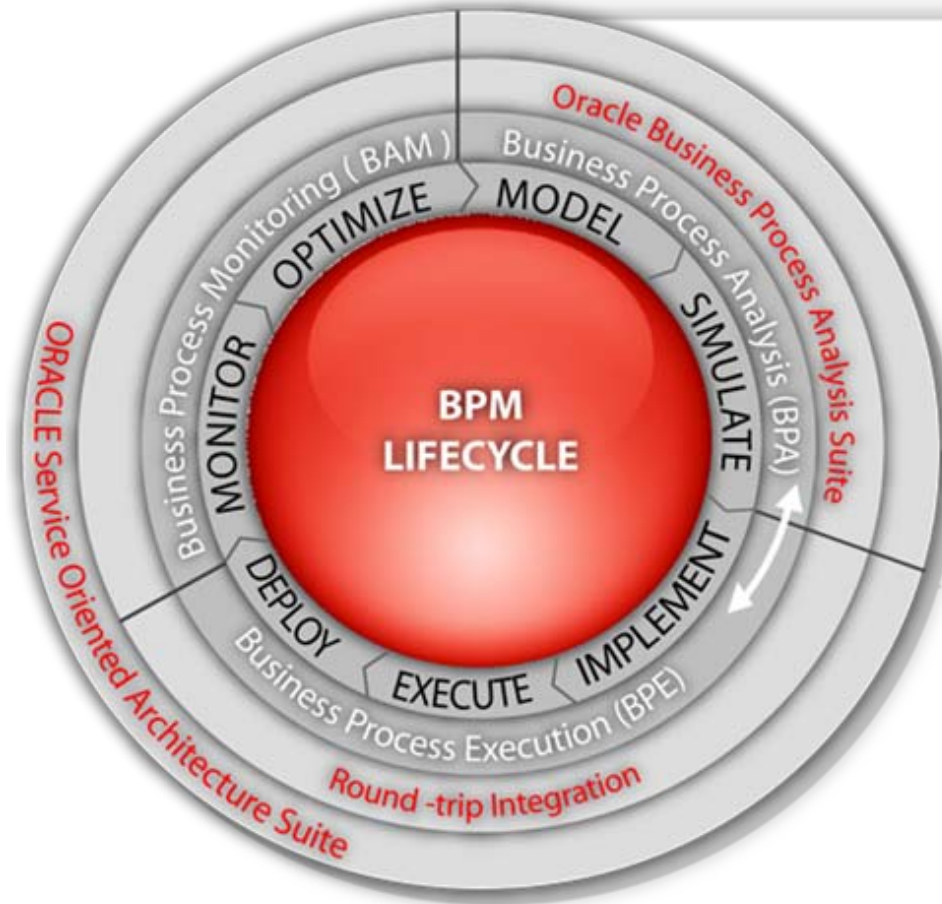 BPM
LIFECYCLE
MODEL
SIMULATE
IMPLEMENT
EXECUTE
DEPLOY
MONITOR
OPTIMIZE
Business Process Analysis (BPA)
Business Process Execution (BPE)
Business Process Monitoring ( BAM )
Oracle Business Process Analysis Suite
Round -trip Integration
ORACLE Service Oriented Architecture Suite